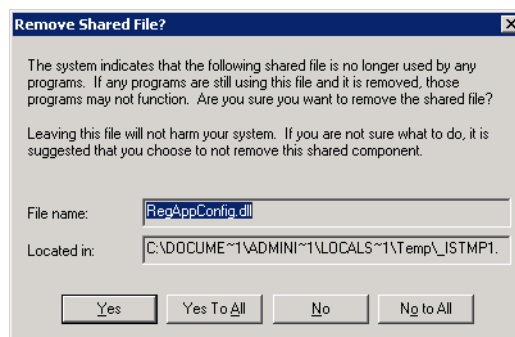 Remove Shared File?
The system indicates that the following shared file is no longer used by any
programs. If any programs are still using this file and it is removed, those
programs may not function. Are you sure you want to remove the shared file?
Leaving this file will not harm your system. If you are not sure what to do, it is
suggested that you choose to not remove this shared component.
File name: RegAppConfig.dll
Located in: C:\DOCUME~1\ADMINI~1\LOCALS~1\Temp\_ISTMP1.
Yes Yes To All No No to All